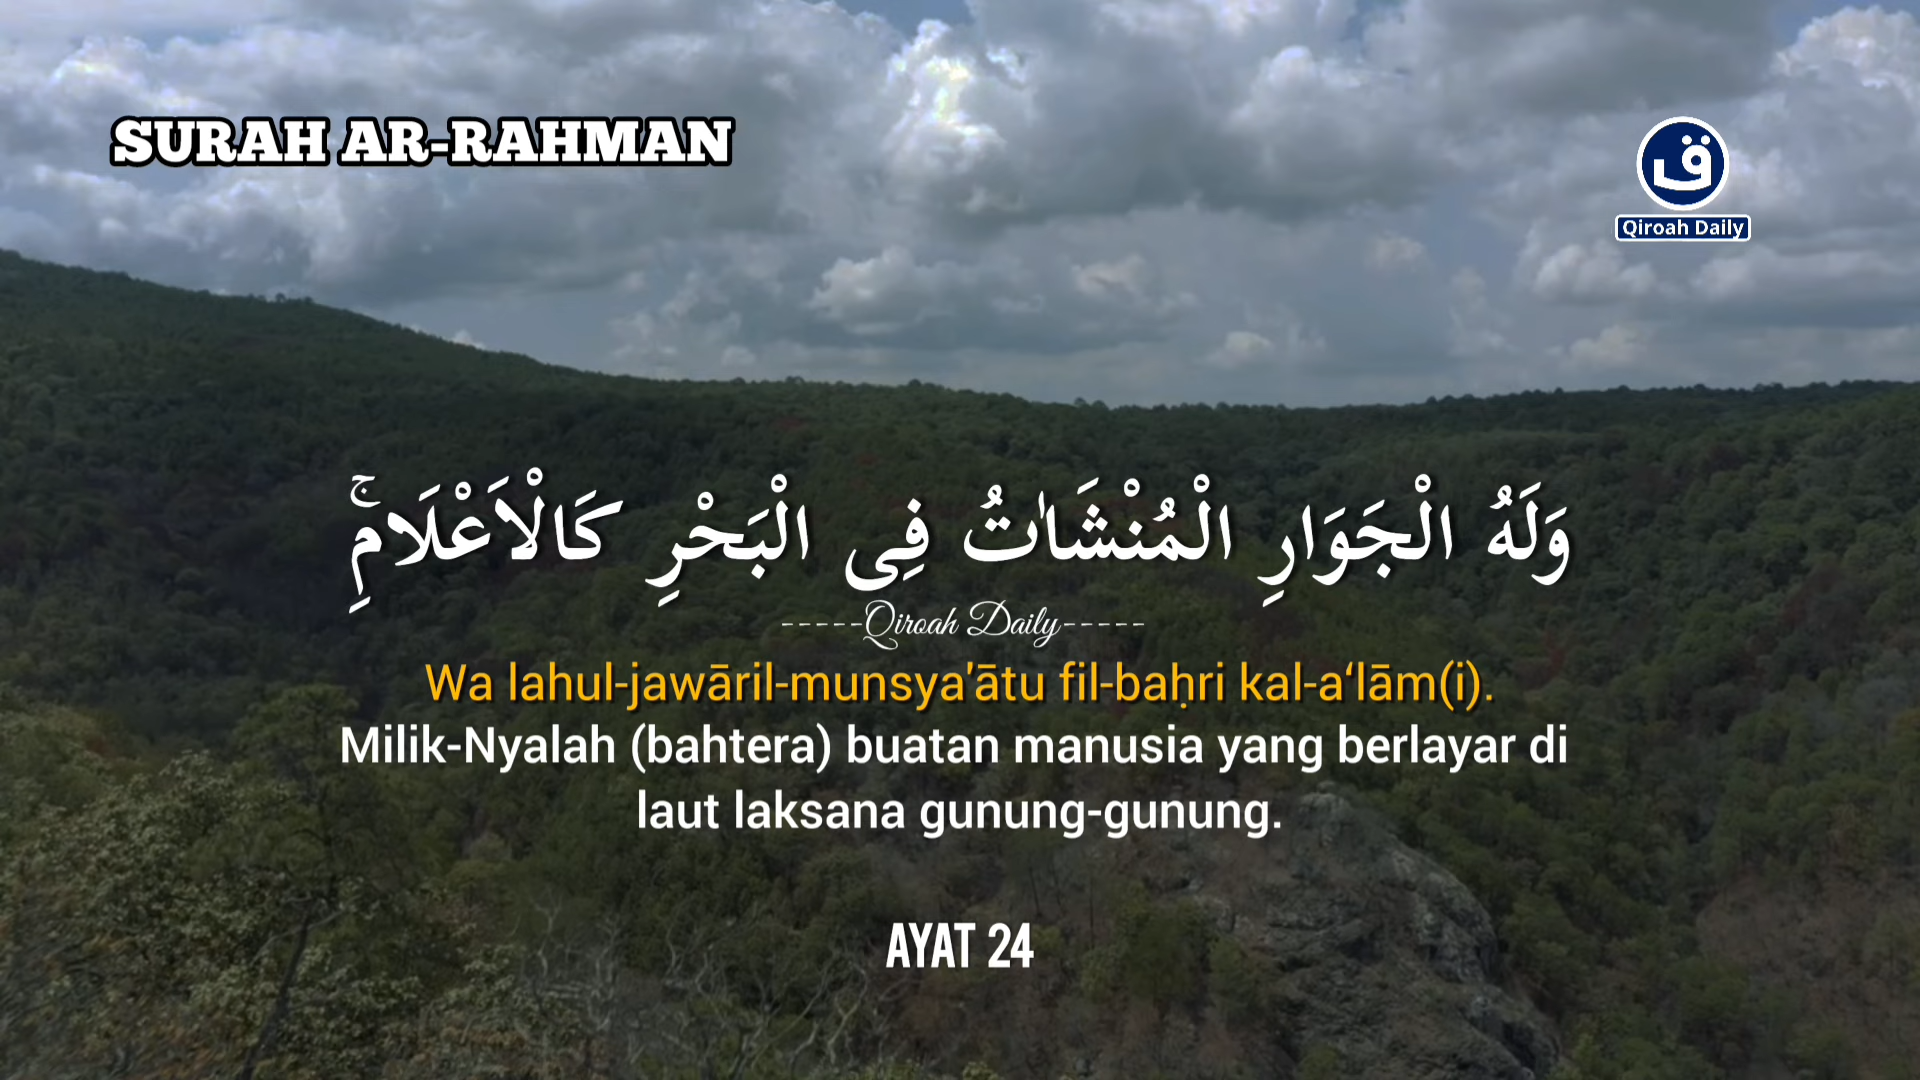 SURAH AR-RAHMAN
ق
Qiroah Daily
وَلَهُ الْجَوَارِ الْمُنْشَاٰتُ فِى الْبَحْرِ كَالْاَعْلَامِۚ
-----Qiroah Daily-----
Wa lahul-jawāril-munsya'ātu fil-baḥri kal-a‘lām(i).
Milik-Nyalah (bahtera) buatan manusia yang berlayar di
laut laksana gunung-gunung.
AYAT 24